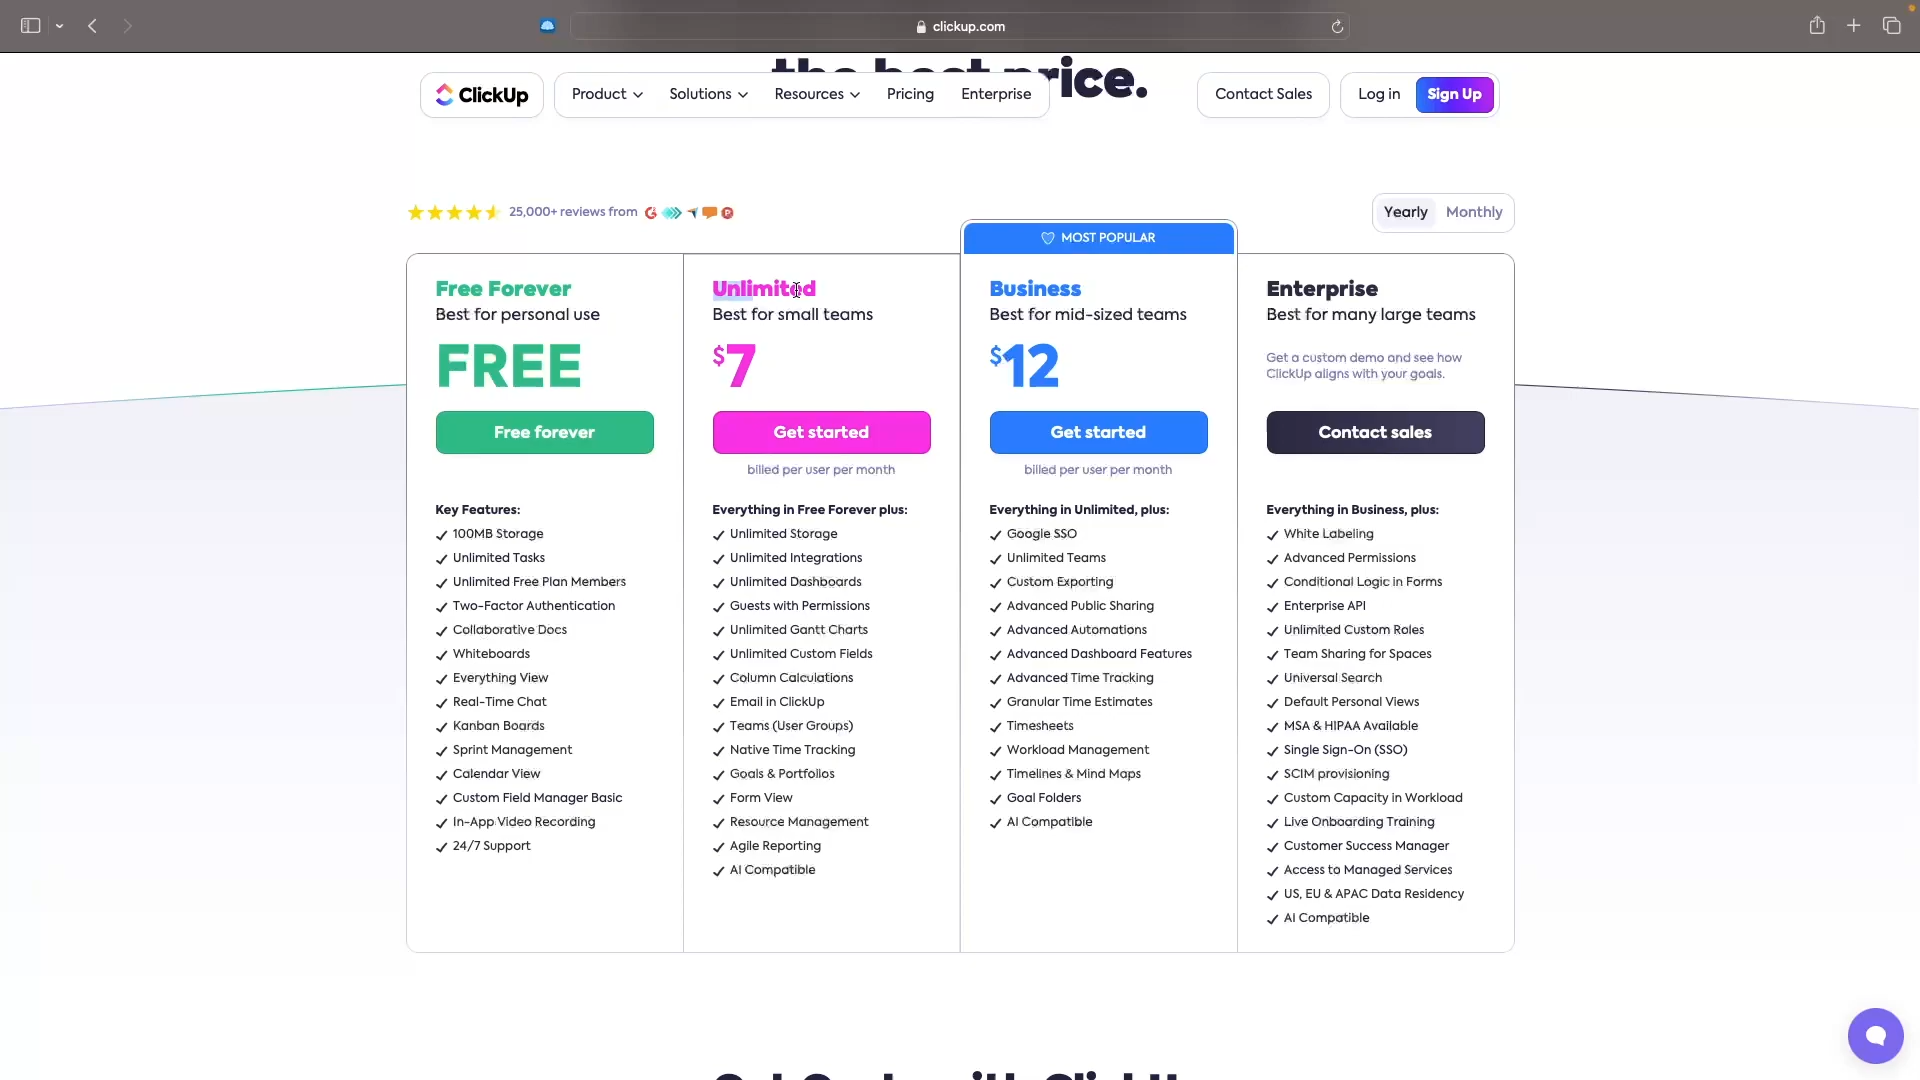 clickup.com
the best price.
ClickUp
Product
Solutions
Resources
Pricing
Enterprise
Contact Sales
Log in
Sign Up
25,000+ reviews from
Yearly
Monthly
MOST POPULAR
Free Forever
Best for personal use
FREE
Free forever
Key Features:
100MB Storage
Unlimited Tasks
Unlimited Free Plan Members
Two-Factor Authentication
Collaborative Docs
Whiteboards
Everything View
Real-Time Chat
Kanban Boards
Sprint Management
Calendar View
Custom Field Manager Basic
In-App Video Recording
24/7 Support
Unlimited
Best for small teams
$7
Get started
billed per user per month
Everything in Free Forever plus:
Unlimited Storage
Unlimited Integrations
Unlimited Dashboards
Guests with Permissions
Unlimited Gantt Charts
Unlimited Custom Fields
Column Calculations
Email in ClickUp
Teams (User Groups)
Native Time Tracking
Goals & Portfolios
Form View
Resource Management
Agile Reporting
AI Compatible
Business
Best for mid-sized teams
$12
Get started
billed per user per month
Everything in Unlimited, plus:
Google SSO
Unlimited Teams
Custom Exporting
Advanced Public Sharing
Advanced Automations
Advanced Dashboard Features
Advanced Time Tracking
Granular Time Estimates
Timesheets
Workload Management
Timelines & Mind Maps
Goal Folders
AI Compatible
Enterprise
Best for many large teams
Get a custom demo and see how
ClickUp aligns with your goals.
Contact sales
Everything in Business, plus:
White Labeling
Advanced Permissions
Conditional Logic in Forms
Enterprise API
Unlimited Custom Roles
Team Sharing for Spaces
Universal Search
Default Personal Views
MSA & HIPAA Available
Single Sign-On (SSO)
SCIM provisioning
Custom Capacity in Workload
Live Onboarding Training
Customer Success Manager
Access to Managed Services
US, EU & APAC Data Residency
AI Compatible